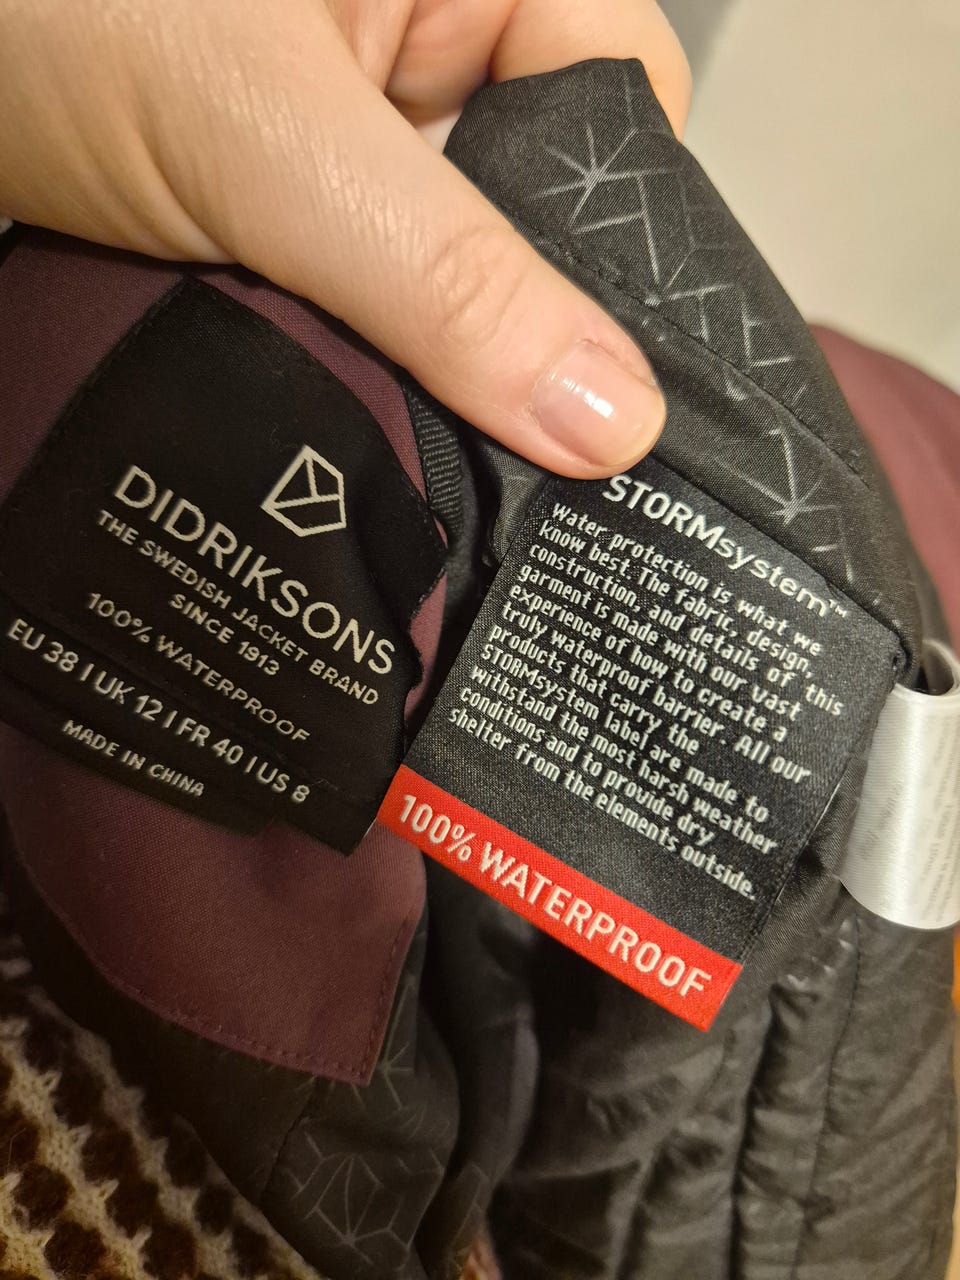 DIDRIKSONS
THE SWEDISH JACKET BRAND
SINCE 1913
100% WATERPROOF
EU 38 | UK 12 | FR 40 | US 8
MADE IN CHINA
STORMsystem™
Water protection is what we
know best. The fabric, design,
construction, and details of this
garment is made with our vast
experience of how to create a
truly waterproof barrier. All our
products that carry the
STORMsystem label are made to
withstand the most harsh weather
conditions and to provide dry
shelter from the elements outside.
100% WATERPROOF